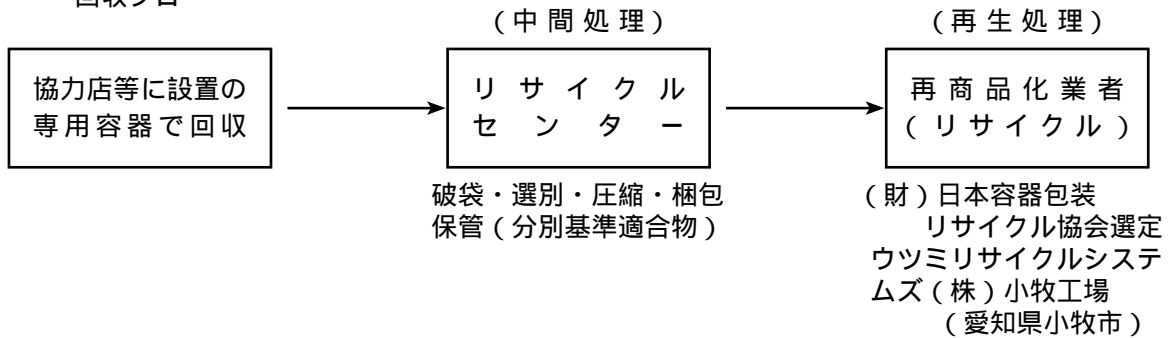 回収フロー
(中間処理)
(再生処理)
協力店等に設置の
専用容器で回収
リサイクル
センター
再商品化業者
(リサイクル)
破袋・選別・圧縮・梱包
保管(分別基準適合物)
(財)日本容器包装
リサイクル協会選定
ウツミリサイクルシステ
ムズ(株)小牧工場
(愛知県小牧市)